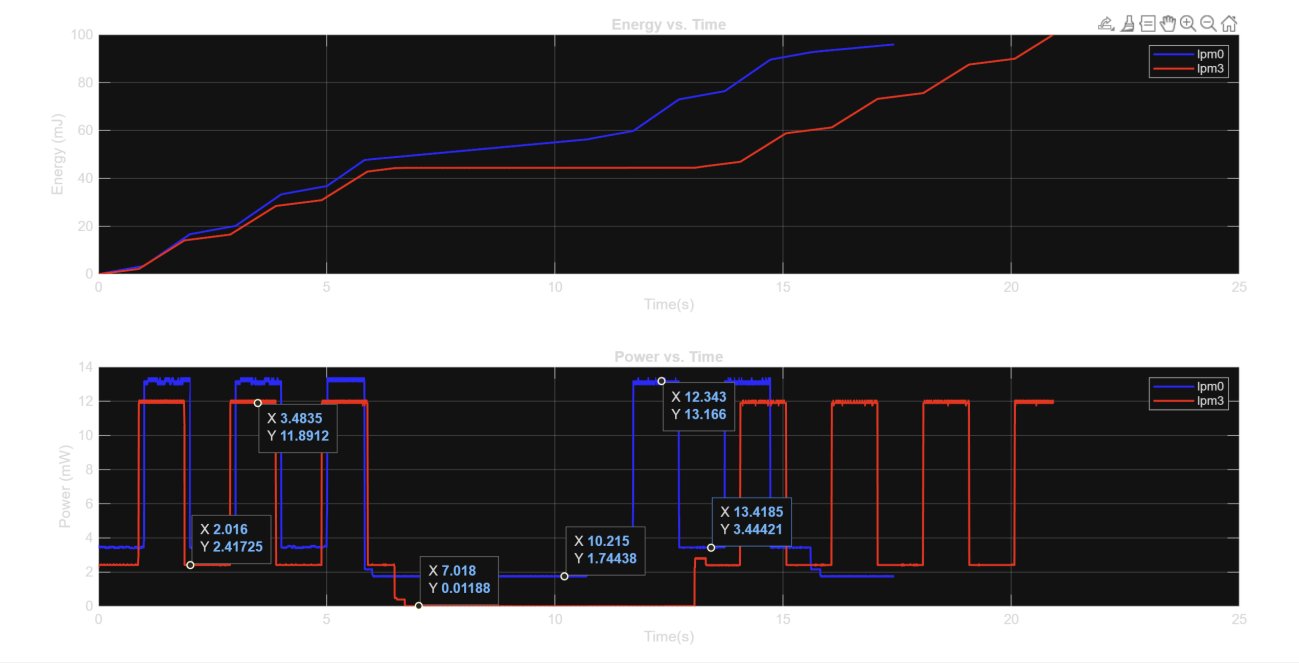 Energy vs. Time
100
80
60
40
20
0
Energy (mJ)
lpm0
lpm3
0 5 10 15 20 25
Time(s)
Power vs. Time
14
12
10
8
6
4
2
0
Power (mW)
lpm0
lpm3
X 12.343
Y 13.166
X 3.4835
Y 11.8912
X 2.016
Y 2.41725
X 13.4185
Y 3.44421
X 10.215
Y 1.74438
X 7.018
Y 0.01188
0 5 10 15 20 25
Time(s)